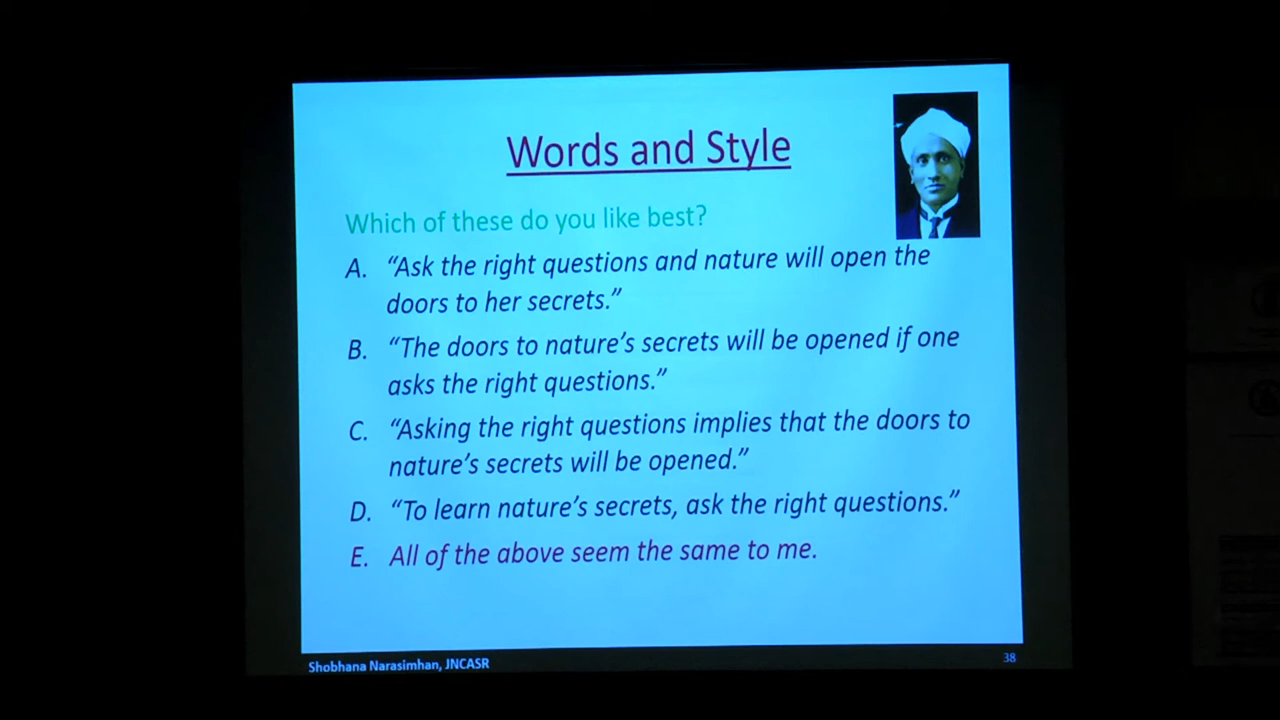 Words and Style
Which of these do you like best?
A. “Ask the right questions and nature will open the
doors to her secrets.”
B. “The doors to nature’s secrets will be opened if one
asks the right questions.”
C. “Asking the right questions implies that the doors to
nature’s secrets will be opened.”
D. “To learn nature’s secrets, ask the right questions.”
E. All of the above seem the same to me.
Shobhana Narasimhan, JNCASR
38